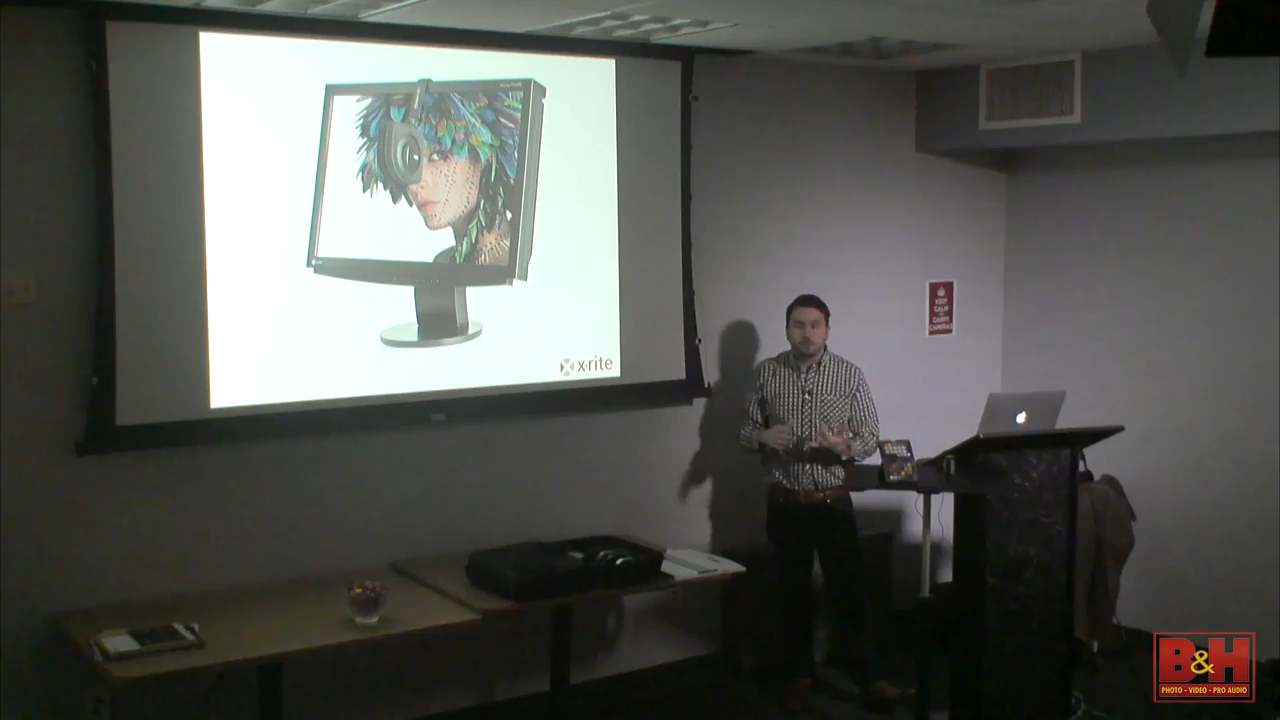 x·rite
KEEP
CALM
AND
CARRY
CAMERAS
B&H
PHOTO - VIDEO - PRO AUDIO